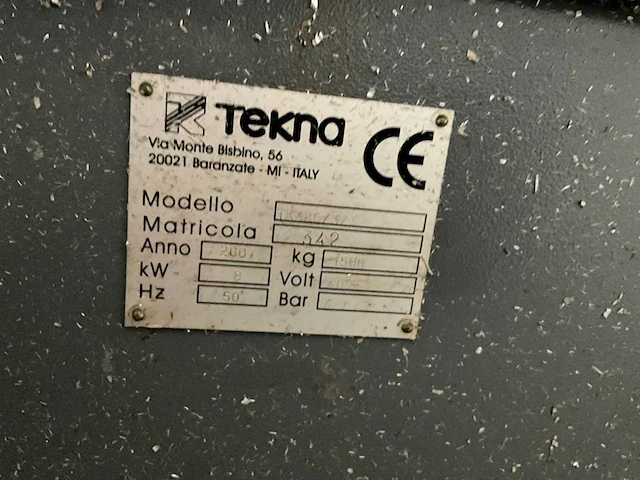 Tekna
CE
Via Monte Bisbino, 56
20021 Baranzate - MI - ITALY
Modello
Matricola 342
Anno kg
kW 8 Volt
Hz 50 Bar